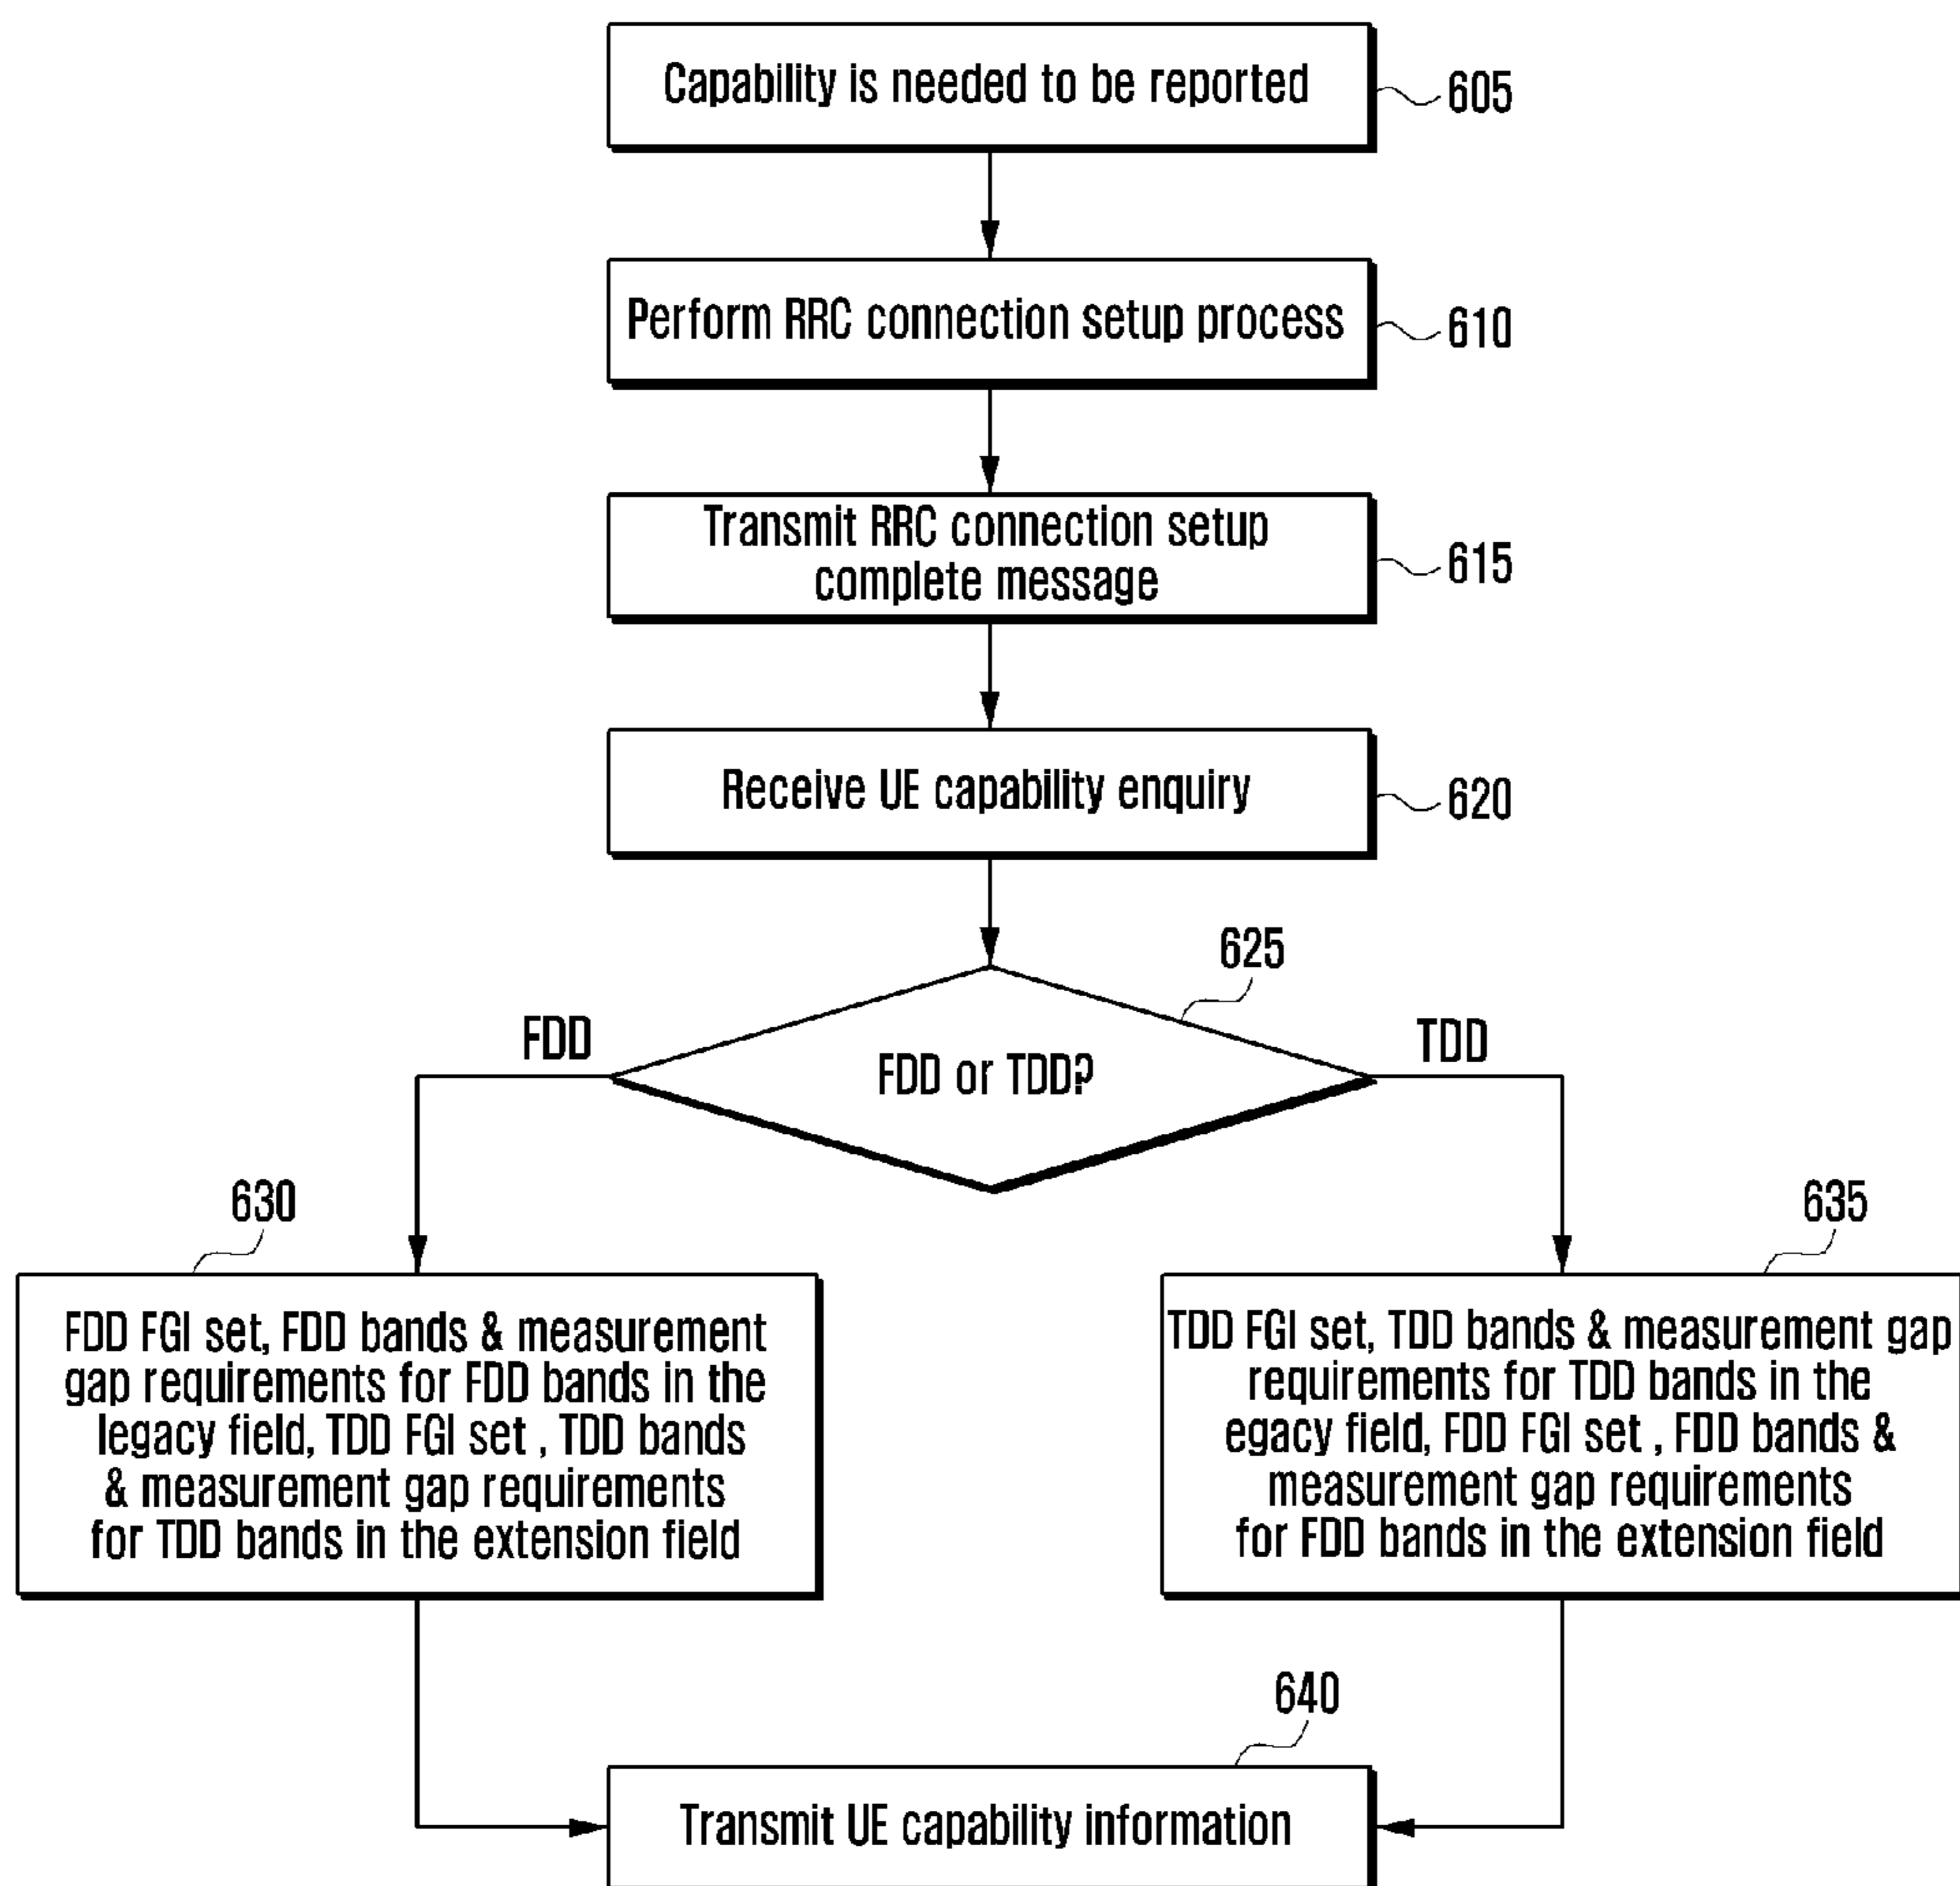 Capability is needed to be reported
605
Perform RRC connection setup process
610
Transmit RRC connection setup
complete message
615
Receive UE capability enquiry
620
625
FDD
FDD or TDD?
TDD
630
FDD FGI set, FDD bands & measurement
gap requirements for FDD bands in the
legacy field, TDD FGI set , TDD bands
& measurement gap requirements
for TDD bands in the extension field
635
TDD FGI set, TDD bands & measurement gap
requirements for TDD bands in the
egacy field, FDD FGI set , FDD bands &
measurement gap requirements
for FDD bands in the extension field
640
Transmit UE capability information